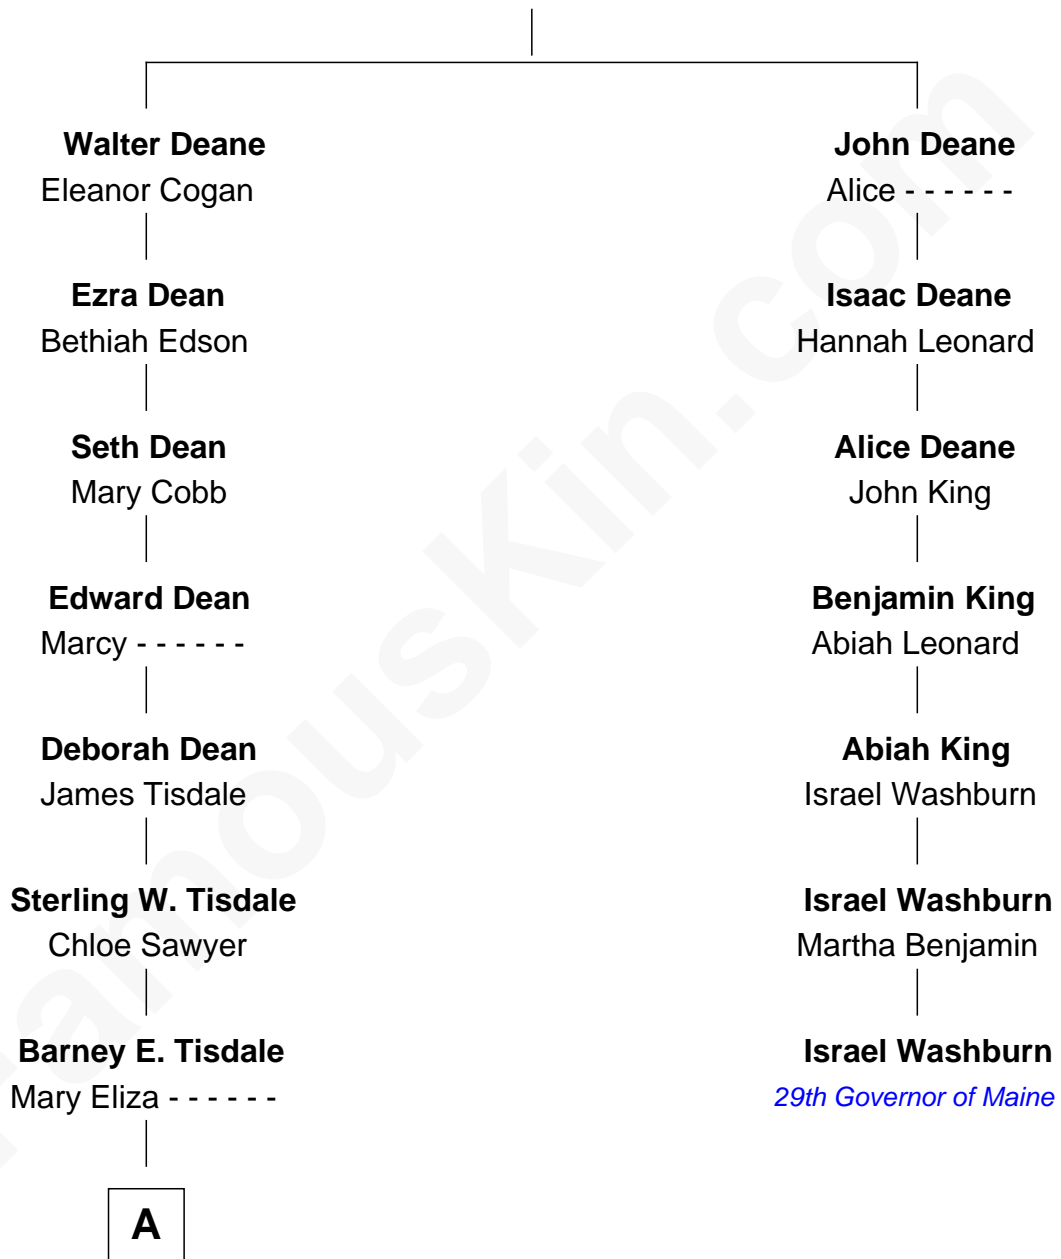 Walter Deane
Eleanor Cogan
Ezra Dean
Bethiah Edson
Seth Dean
Mary Cobb
Edward Dean
Marcy - - - - - -
Deborah Dean
James Tisdale
Sterling W. Tisdale
Chloe Sawyer
Barney E. Tisdale
Mary Eliza - - - - - -
A
John Deane
Alice - - - - - -
Isaac Deane
Hannah Leonard
Alice Deane
John King
Benjamin King
Abiah Leonard
Abiah King
Israel Washburn
Israel Washburn
Martha Benjamin
Israel Washburn
29th Governor of Maine
FamousKin.com